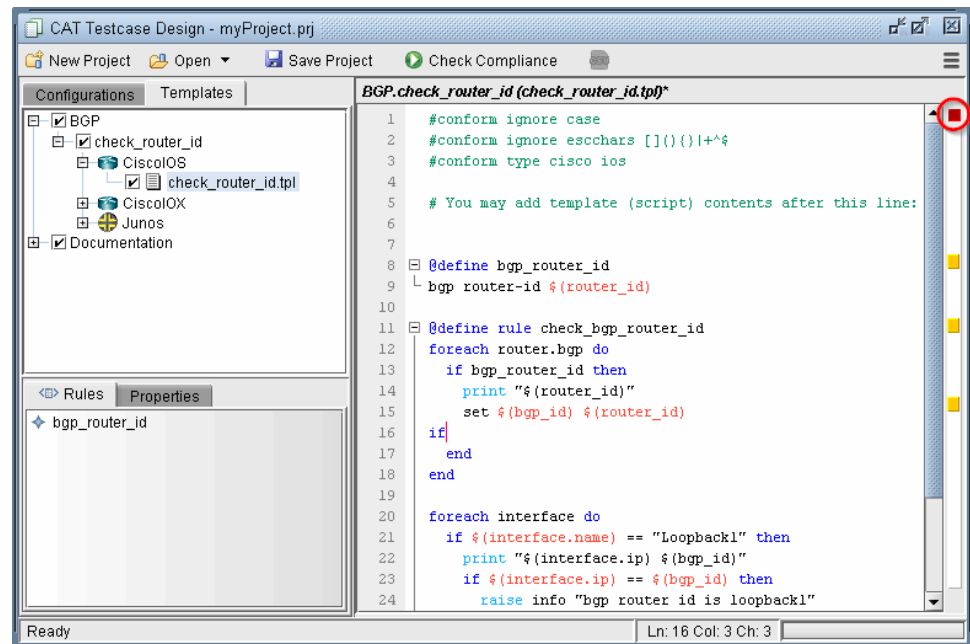 CAT Testcase Design - myProject.prj
New Project Open Save Project Check Compliance
Configurations Templates
BGP
check_router_id
CiscoIOS
check_router_id.tpl
CiscoIOX
Junos
Documentation
Rules Properties
bgp_router_id
BGP.check_router_id (check_router_id.tpl)*
1 #conform ignore case
2 #conform ignore escchars [](){}|+^$
3 #conform type cisco ios
4
5 # You may add template (script) contents after this line:
6
7
8 @define bgp_router_id
9 bgp router-id $(router_id)
10
11 @define rule check_bgp_router_id
12 foreach router.bgp do
13 if bgp_router_id then
14 print "$(router_id)"
15 set $(bgp_id) $(router_id)
16 if
17 end
18 end
19
20 foreach interface do
21 if $(interface.name) == "Loopback1" then
22 print "$(interface.ip) $(bgp_id)"
23 if $(interface.ip) == $(bgp_id) then
24 raise info "bgp router id is loopback1"
Ready Ln: 16 Col: 3 Ch: 3